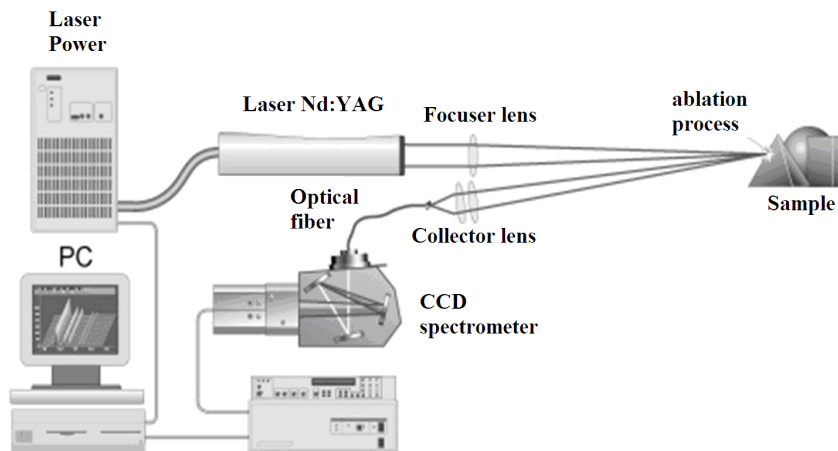 Laser
Power
Laser Nd:YAG
Focuser lens
ablation
process
Optical
fiber
Collector lens
Sample
PC
CCD
spectrometer